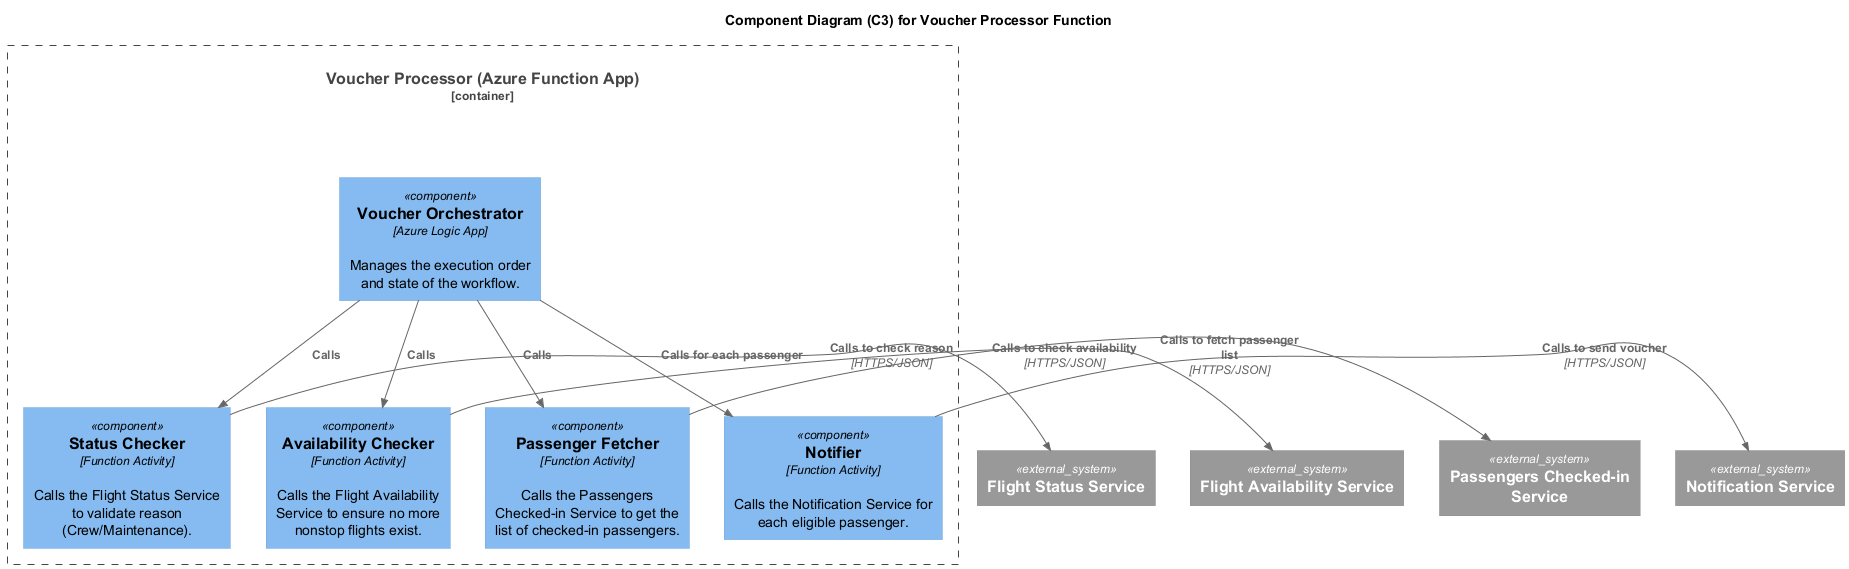 Component Diagram (C3) for Voucher Processor Function
Voucher Processor (Azure Function App)
[container]
«component»
Voucher Orchestrator
[Azure Logic App]
Manages the execution order
and state of the workflow.
Calls
Calls
Calls
Calls for each passenger
Calls to check reason
[HTTPS/JSON]
Calls to check availability
[HTTPS/JSON]
Calls to fetch passenger
list
[HTTPS/JSON]
Calls to send voucher
[HTTPS/JSON]
«component»
Status Checker
[Function Activity]
Calls the Flight Status Service
to validate reason
(Crew/Maintenance).
«component»
Availability Checker
[Function Activity]
Calls the Flight Availability
Service to ensure no more
nonstop flights exist.
«component»
Passenger Fetcher
[Function Activity]
Calls the Passengers
Checked-in Service to get the
list of checked-in passengers.
«component»
Notifier
[Function Activity]
Calls the Notification Service for
each eligible passenger.
«external_system»
Flight Status Service
«external_system»
Flight Availability Service
«external_system»
Passengers Checked-in
Service
«external_system»
Notification Service